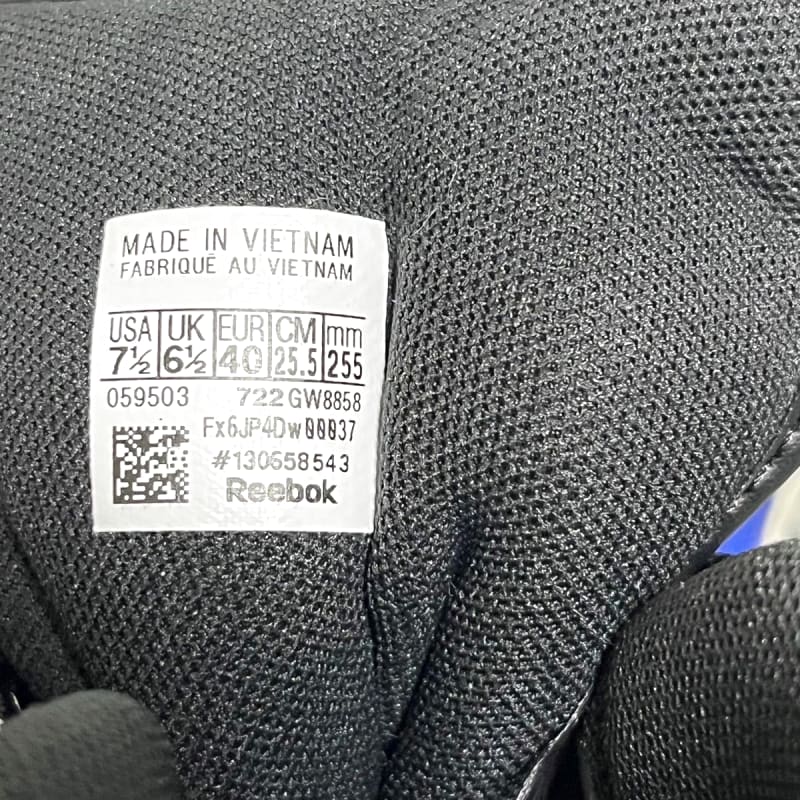 MADE IN VIETNAM
FABRIQUÉ AU VIETNAM
USA UK EUR CM mm
7½ 6½ 40 25.5 255
059503 722 GW8858
Fx6JP4Dw00037
#130658543
Reebok